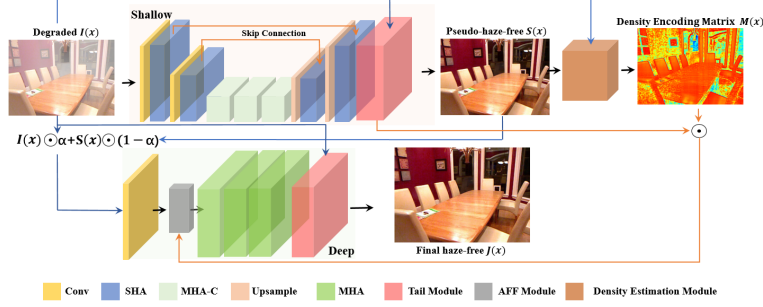 Shallow
Degraded I(x)
Skip Connection
Pseudo-haze-free S(x)
Density Encoding Matrix M(x)
I(x)⊙α+S(x)⊙(1−α)
Deep
Final haze-free J(x)
Conv
SHA
MHA-C
Upsample
MHA
Tail Module
AFF Module
Density Estimation Module